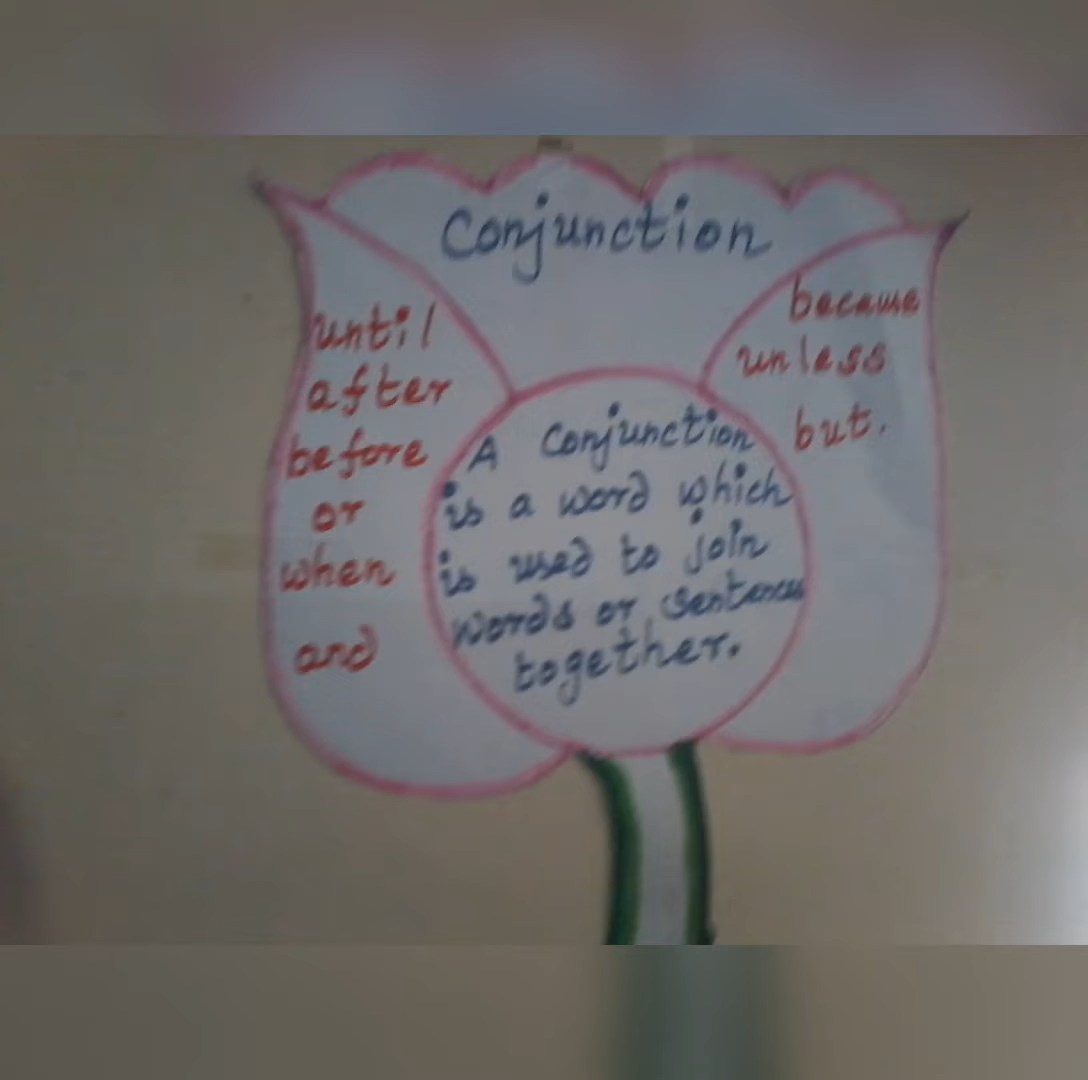 Conjunction
until
after
before
or
when
and
A Conjunction
is a word which
is used to join
words or sentences
together.
because
unless
but.